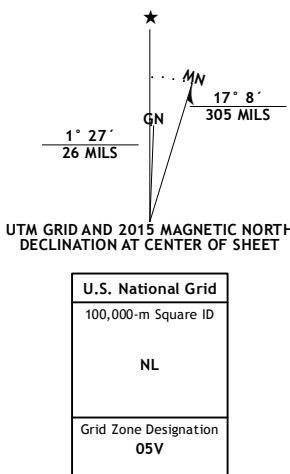 ★
MN
17° 8´
305 MILS
GN
1° 27´
26 MILS
UTM GRID AND 2015 MAGNETIC NORTH
DECLINATION AT CENTER OF SHEET
U.S. National Grid
100,000-m Square ID
NL
Grid Zone Designation
05V